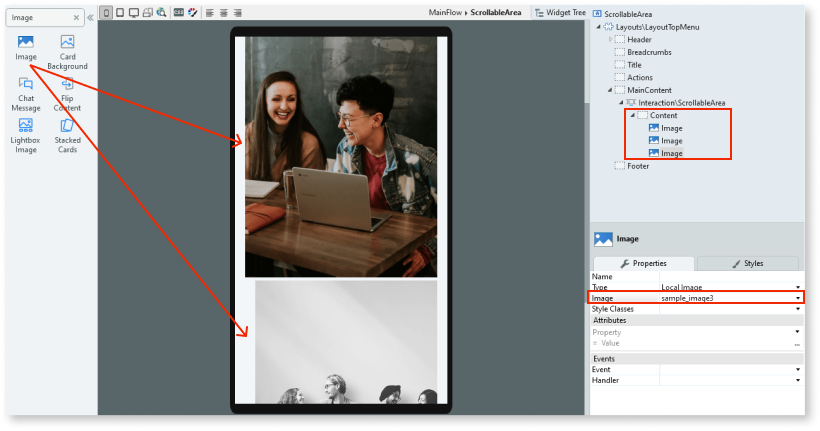 Image
Image
Card Background
Chat Message
Flip Content
Lightbox Image
Stacked Cards
MainFlow ▸ ScrollableArea
Widget Tree
ScrollableArea
Layouts\LayoutTopMenu
Header
Breadcrumbs
Title
Actions
MainContent
Interaction\ScrollableArea
Content
Image
Image
Image
Footer
Image
Properties
Styles
Name
Type Local Image
Image sample_image3
Style Classes
Attributes
Property
= Value ...
Events
Event
Handler